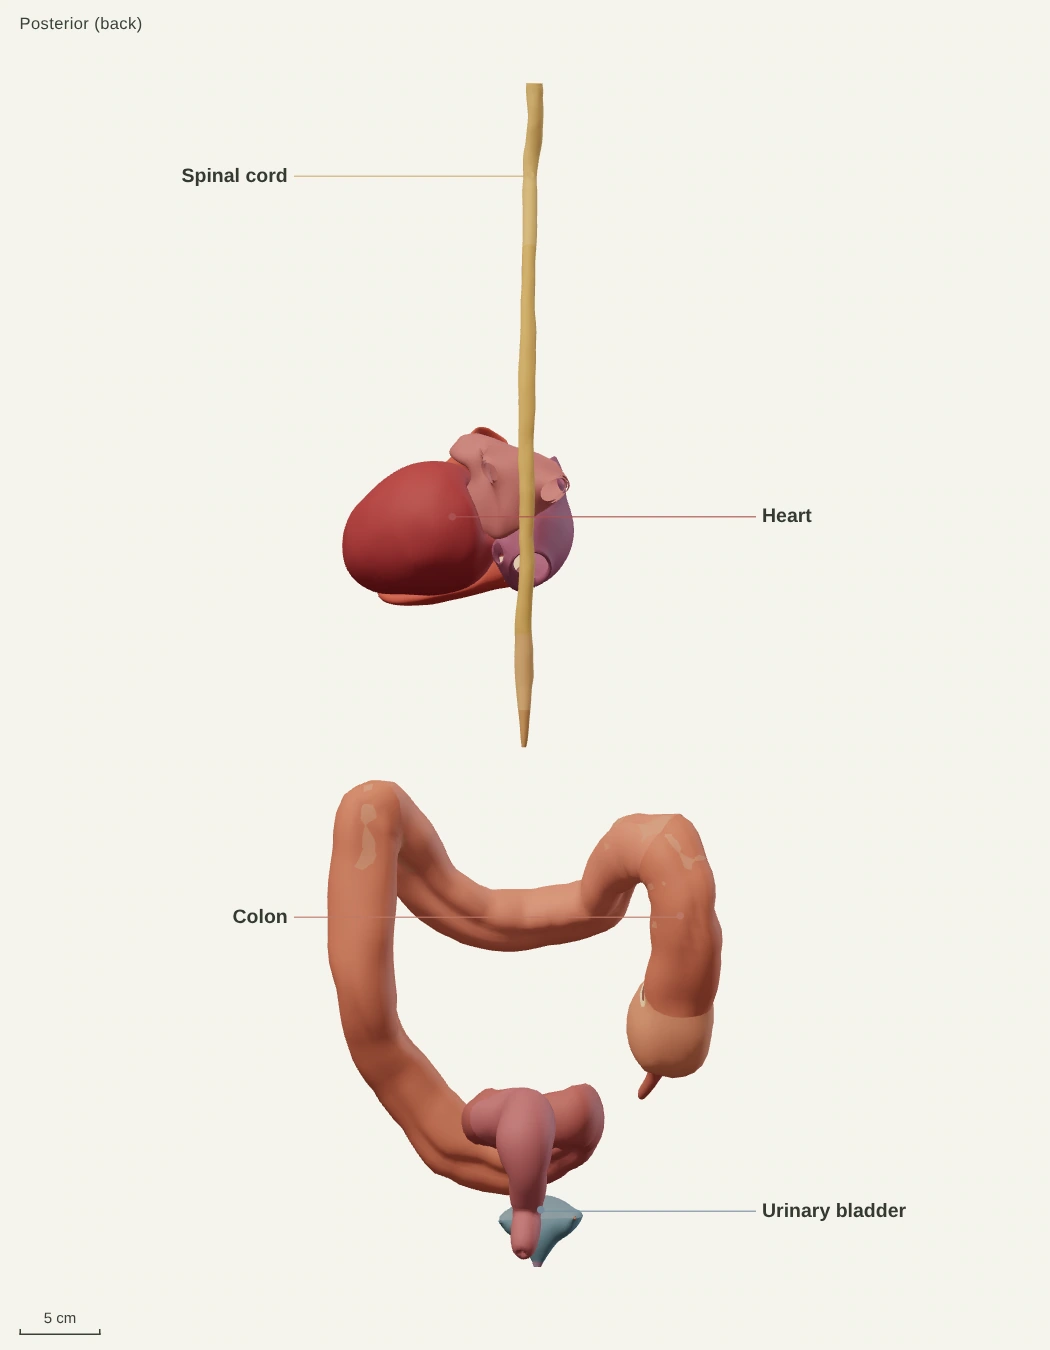 Posterior (back)
Spinal cord
Heart
Colon
Urinary bladder
5 cm